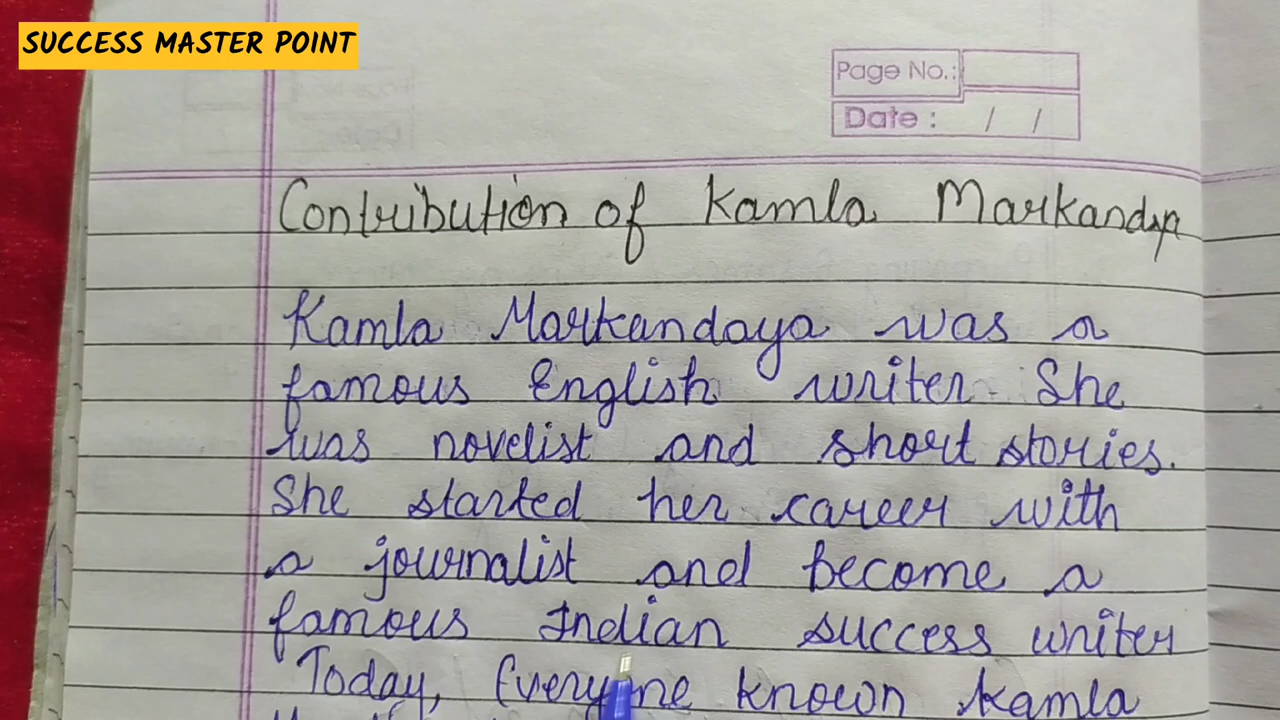 SUCCESS MASTER POINT
Page No.:
Date : / /
Contribution of Kamla Markandya
Kamla Markandaya was a
famous English writer. She
was novelist and short stories.
She started her career with
a journalist and become a
famous Indian success writer
Today, Everyone known Kamla